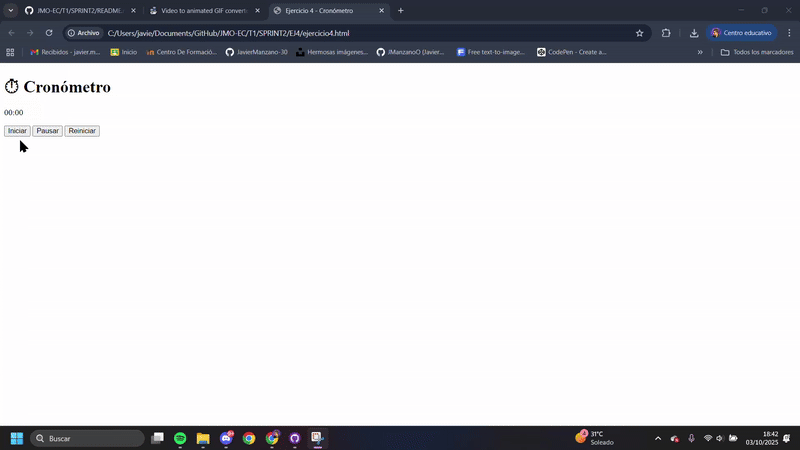 JMO-EC/T1/SPRINT2/README.
Video to animated GIF convert
Ejercicio 4 - Cronómetro
Archivo C:/Users/javie/Documents/GitHub/JMO-EC/T1/SPRINT2/EJ4/ejercicio4.html
Centro educativo
Recibidos - javier.m... Inicio Centro De Formació... JavierManzano-30 Hermosas imágenes... JManzanoO (Javier... Free text-to-image... CodePen - Create a... » Todos los marcadores
Cronómetro
00:00
Iniciar Pausar Reiniciar
Buscar
31°C
Soleado
18:42
03/10/2025